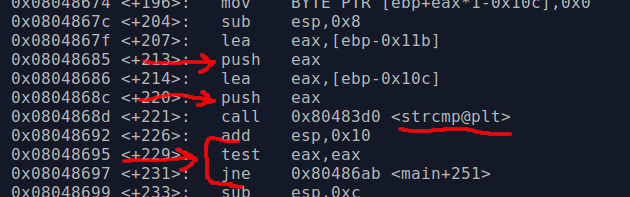 0x08048674 <+196>: mov BYTE PTR [ebp+eax*1-0x10c],0x0
0x0804867c <+204>: sub esp,0x8
0x0804867f <+207>: lea eax,[ebp-0x11b]
0x08048685 <+213>: push eax
0x08048686 <+214>: lea eax,[ebp-0x10c]
0x0804868c <+220>: push eax
0x0804868d <+221>: call 0x80483d0 <strcmp@plt>
0x08048692 <+226>: add esp,0x10
0x08048695 <+229>: test eax,eax
0x08048697 <+231>: jne 0x80486ab <main+251>
0x08048699 <+233>: sub esp,0xc